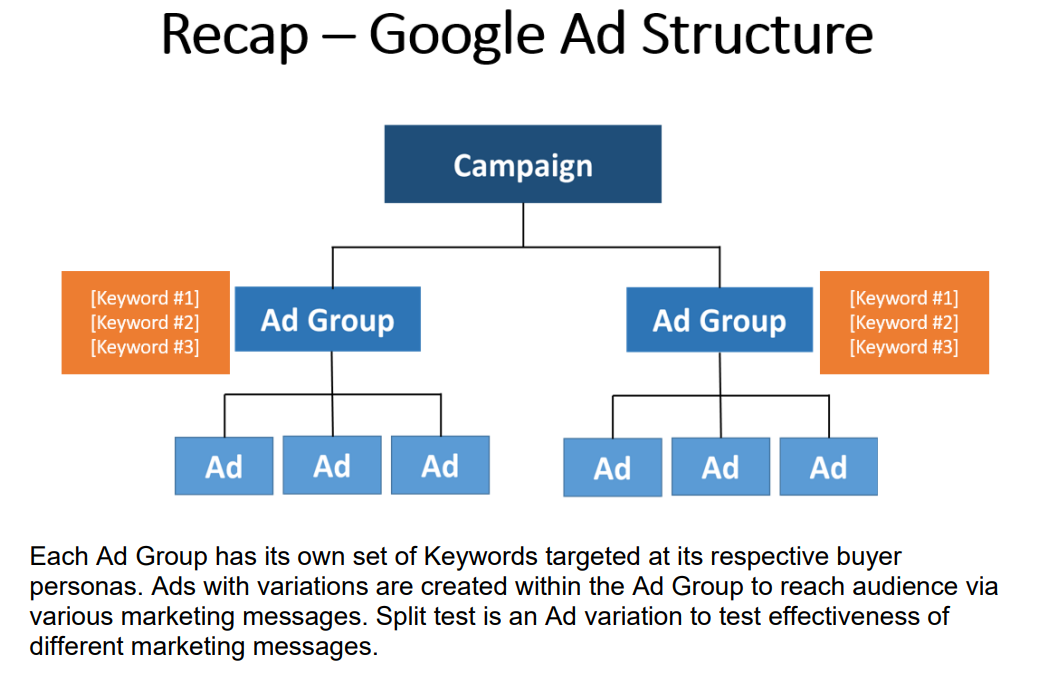 Recap – Google Ad Structure
Campaign
[Keyword #1]
[Keyword #2]
[Keyword #3]
Ad Group
Ad Group
[Keyword #1]
[Keyword #2]
[Keyword #3]
Ad
Ad
Ad
Ad
Ad
Ad
Each Ad Group has its own set of Keywords targeted at its respective buyer
personas. Ads with variations are created within the Ad Group to reach audience via
various marketing messages. Split test is an Ad variation to test effectiveness of
different marketing messages.